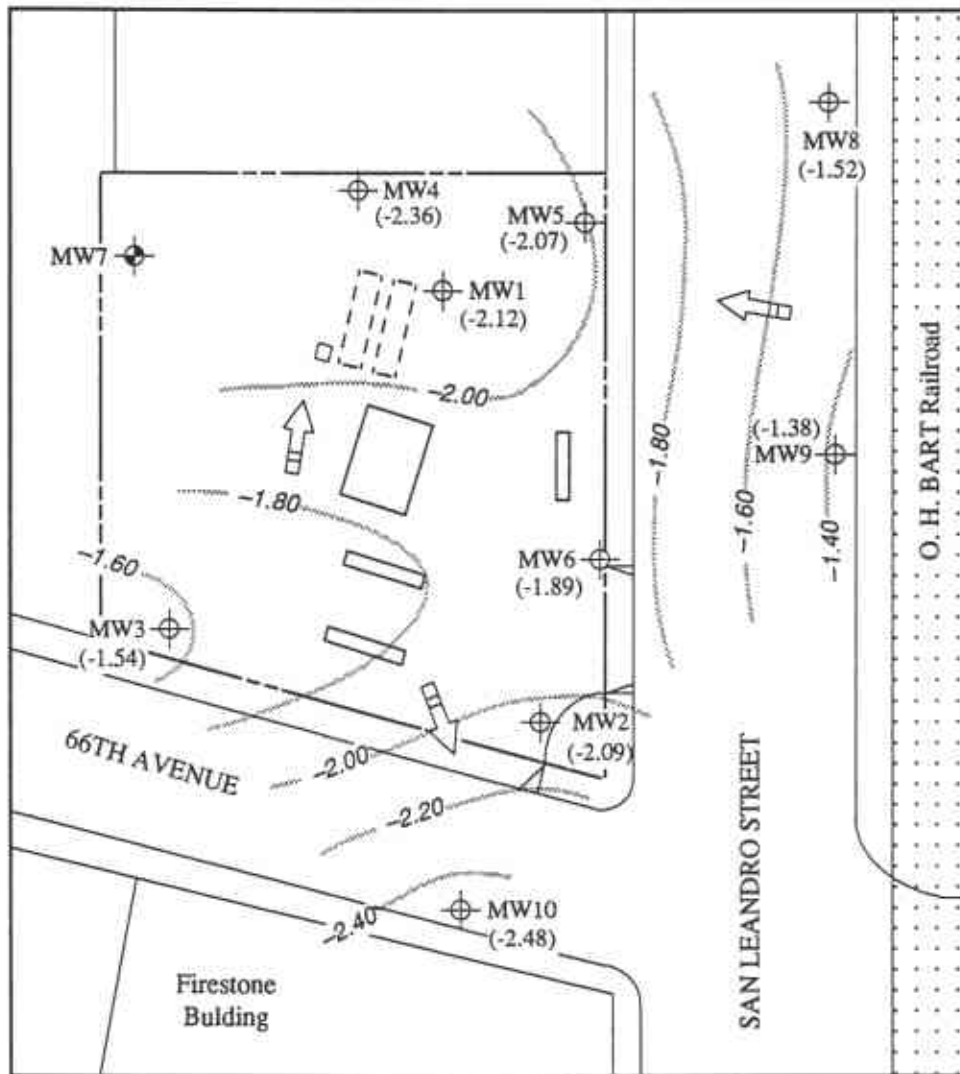 MW8
(-1.52)
MW4
(-2.36)
MW5
(-2.07)
MW7
MW1
(-2.12)
-2.00
-1.80
(-1.38)
MW9
-1.80
-1.60
-1.40
O. H. BART Railroad
-1.60
MW6
(-1.89)
MW3
(-1.54)
MW2
(-2.09)
66TH AVENUE
-2.00
-2.20
-2.40
MW10
(-2.48)
SAN LEANDRO STREET
Firestone
Bulding